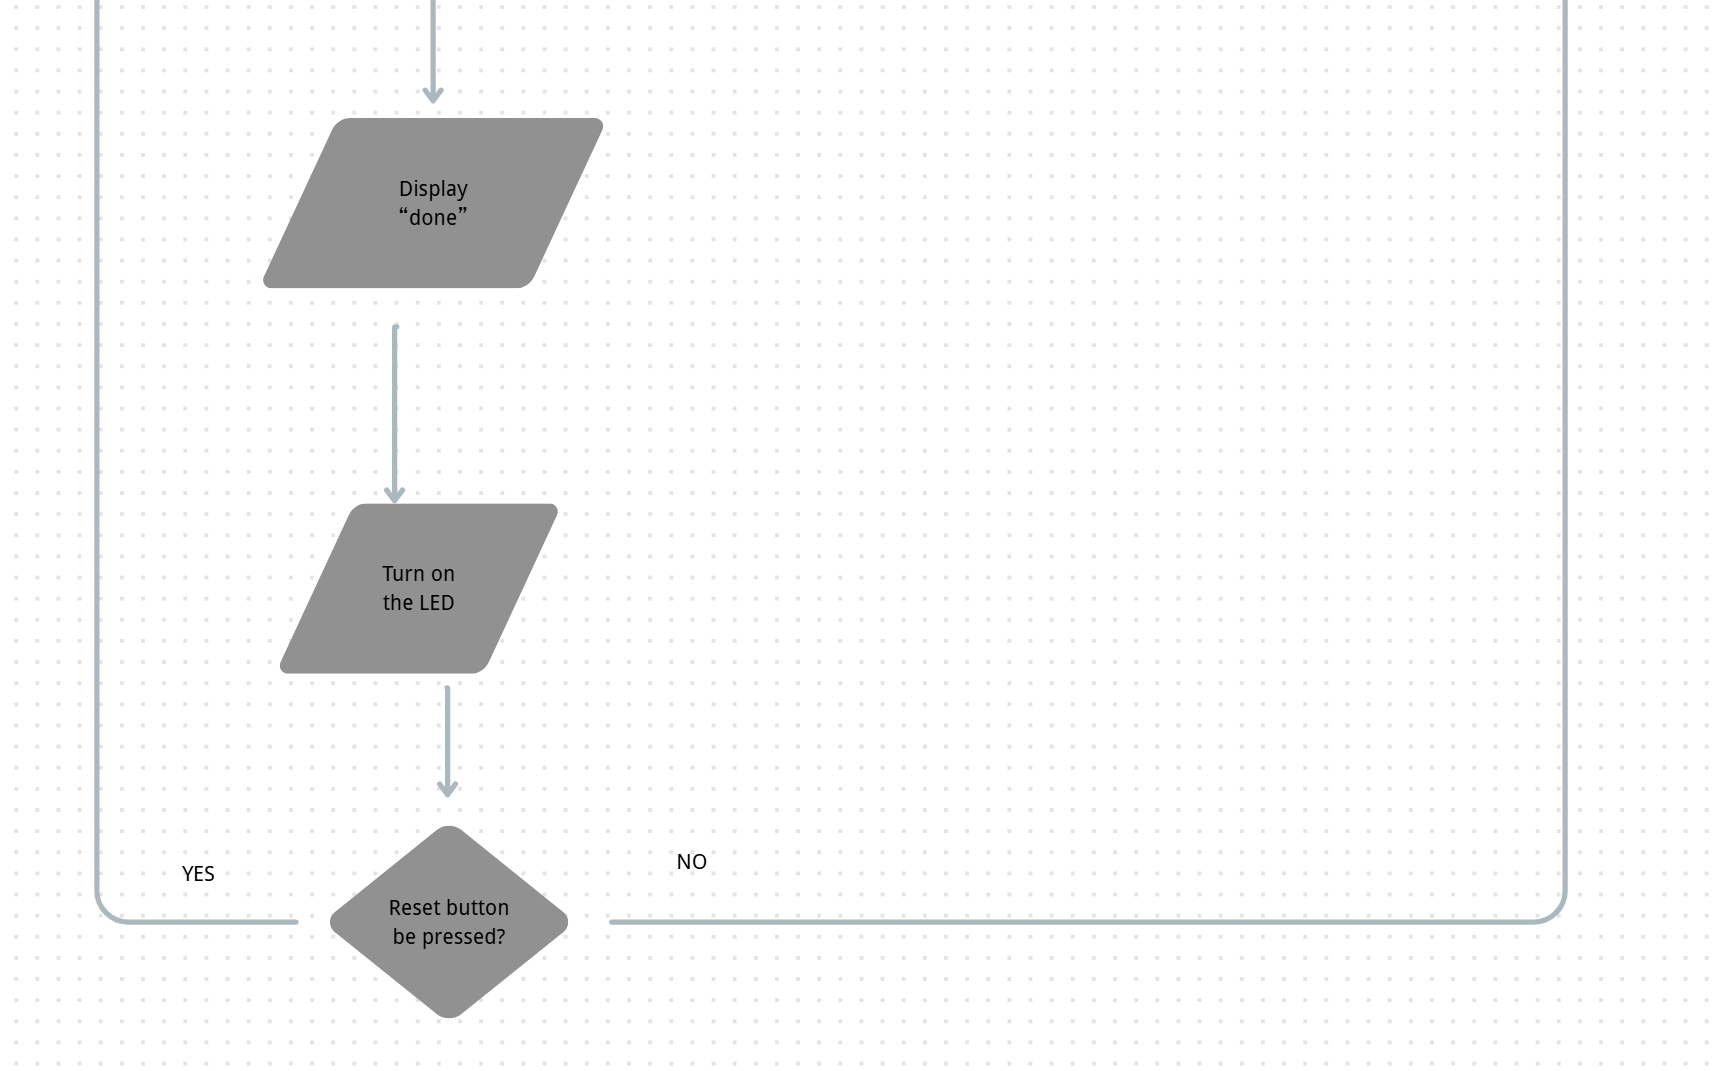 Display
“done”
Turn on
the LED
YES
NO
Reset button
be pressed?